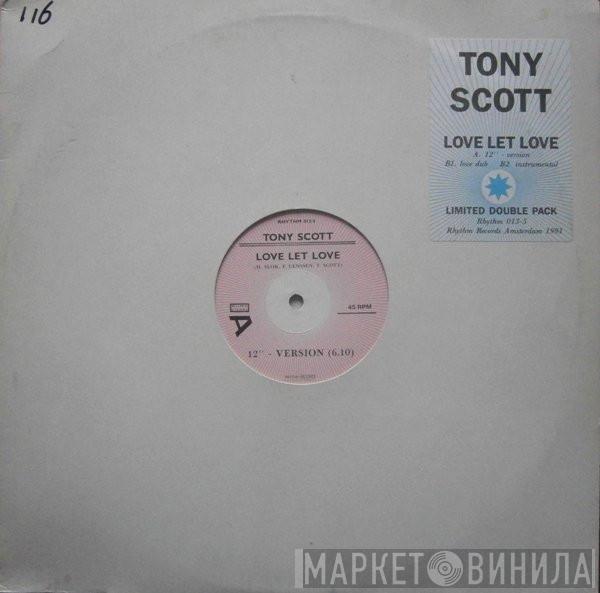 116
TONY
SCOTT
LOVE LET LOVE
A. 12" - version
B1. love dub B2. instrumental
LIMITED DOUBLE PACK
Rhythm 013-5
Rhythm Records Amsterdam 1991
TONY SCOTT
LOVE LET LOVE
45 RPM
A
12" - VERSION (6.10)
МАРКЕТ ВИНИЛА